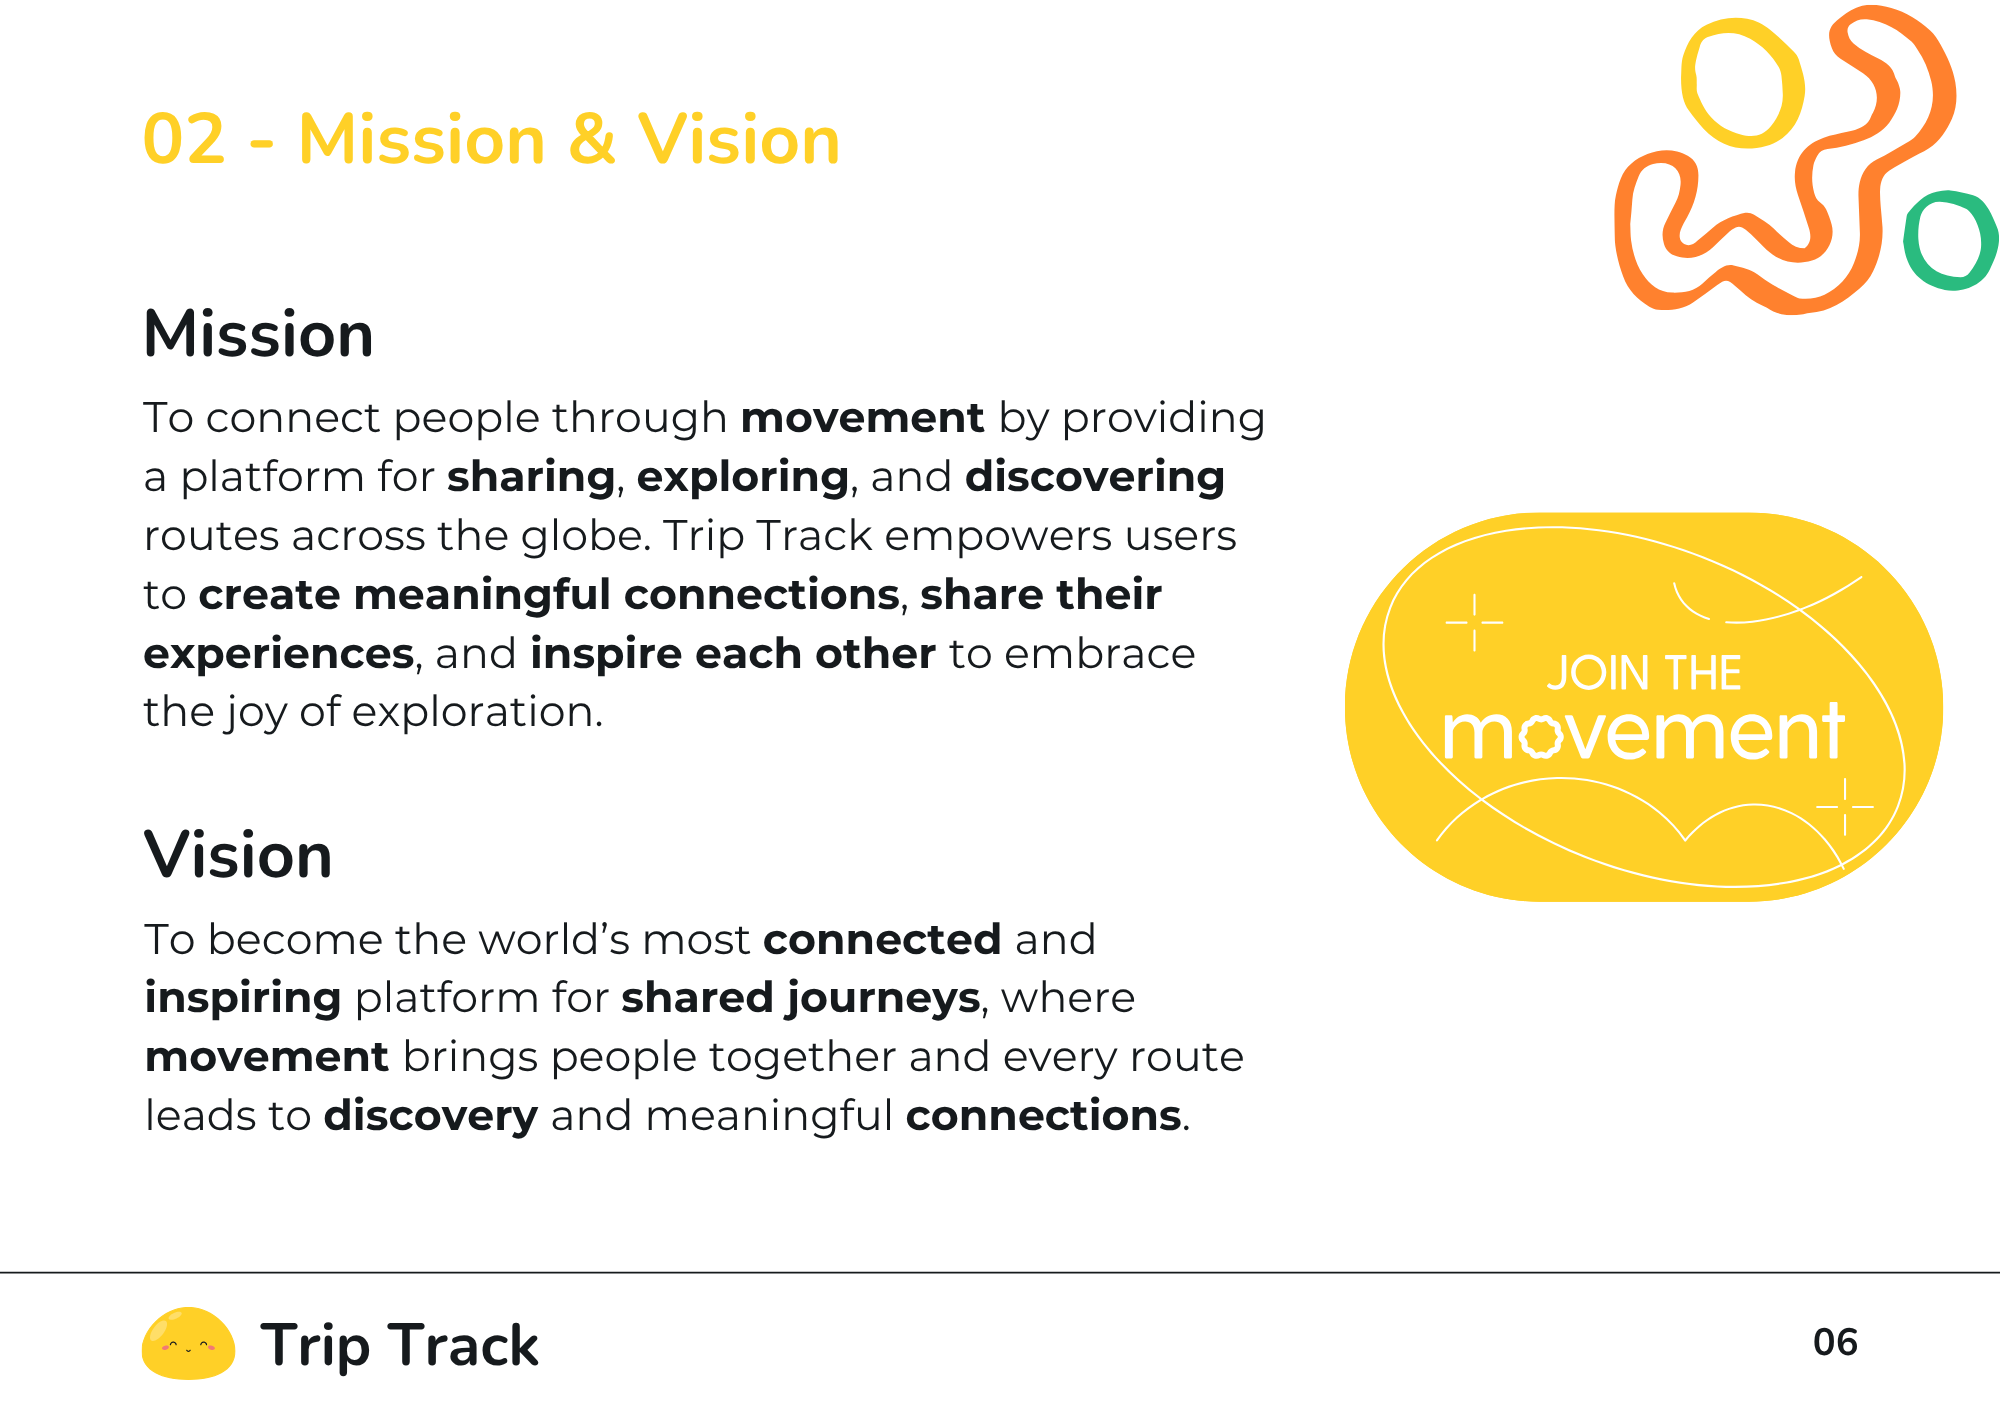 02 - Mission & Vision
Mission
To connect people through movement by providing
a platform for sharing, exploring, and discovering
routes across the globe. Trip Track empowers users
to create meaningful connections, share their
experiences, and inspire each other to embrace
the joy of exploration.
JOIN THE
movement
Vision
To become the world’s most connected and
inspiring platform for shared journeys, where
movement brings people together and every route
leads to discovery and meaningful connections.
Trip Track
06